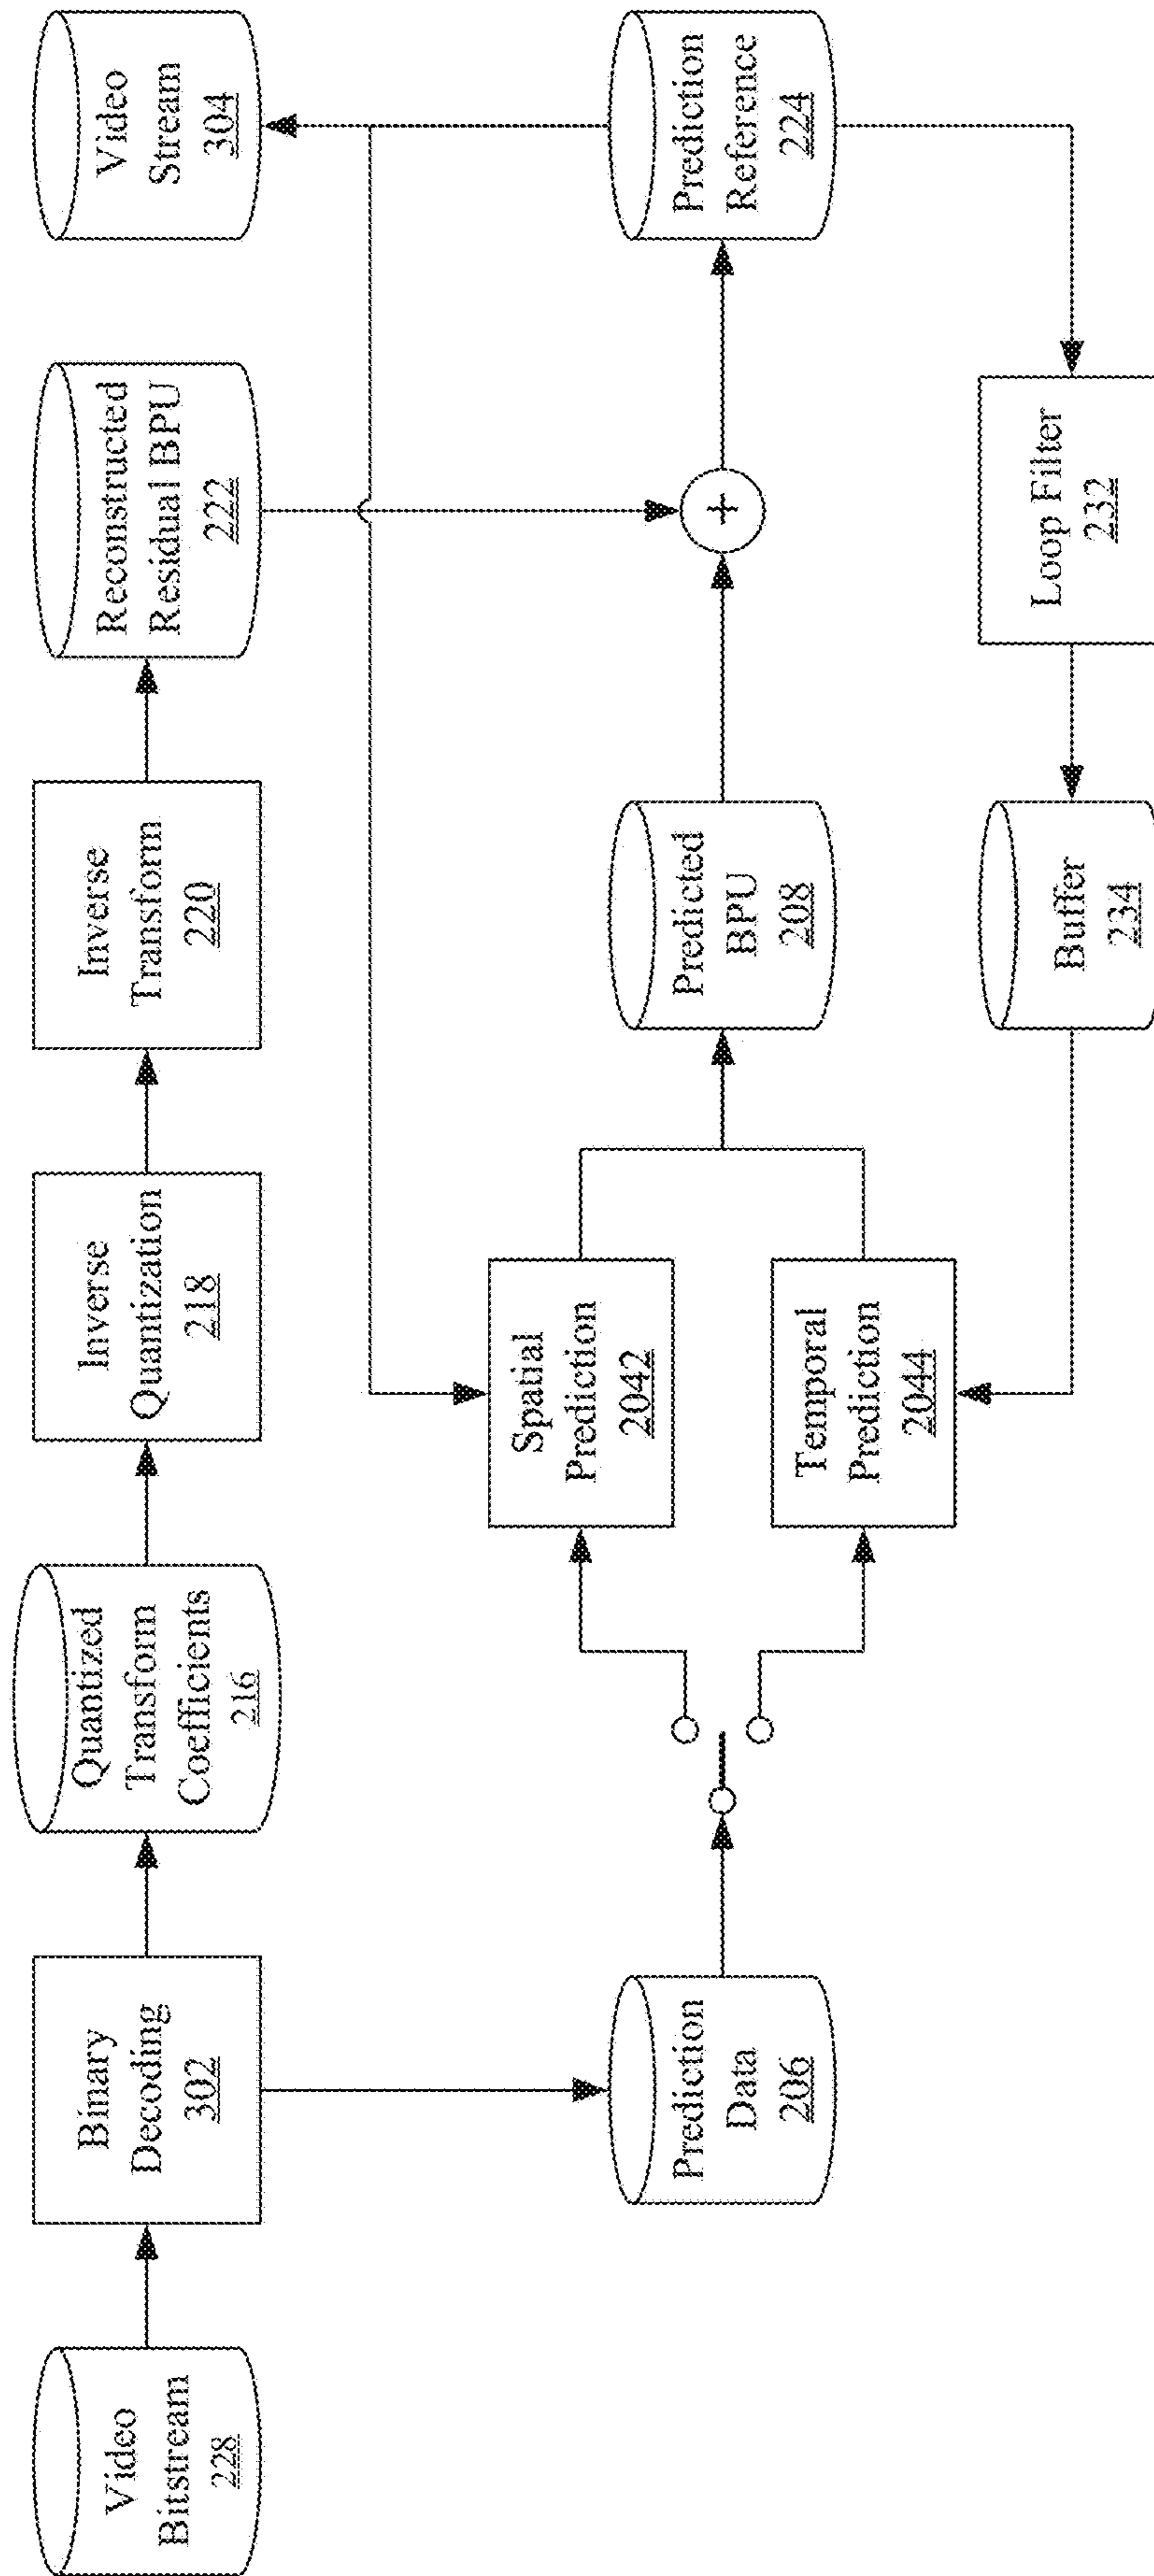 Video
Bitstream
228
Binary
Decoding
302
Quantized
Transform
Coefficients
216
Inverse
Quantization
218
Inverse
Transform
220
Reconstructed
Residual BPU
222
Video
Stream
304
Prediction
Data
206
Spatial
Prediction
2042
Temporal
Prediction
2044
Predicted
BPU
208
+
Prediction
Reference
224
Buffer
234
Loop Filter
232